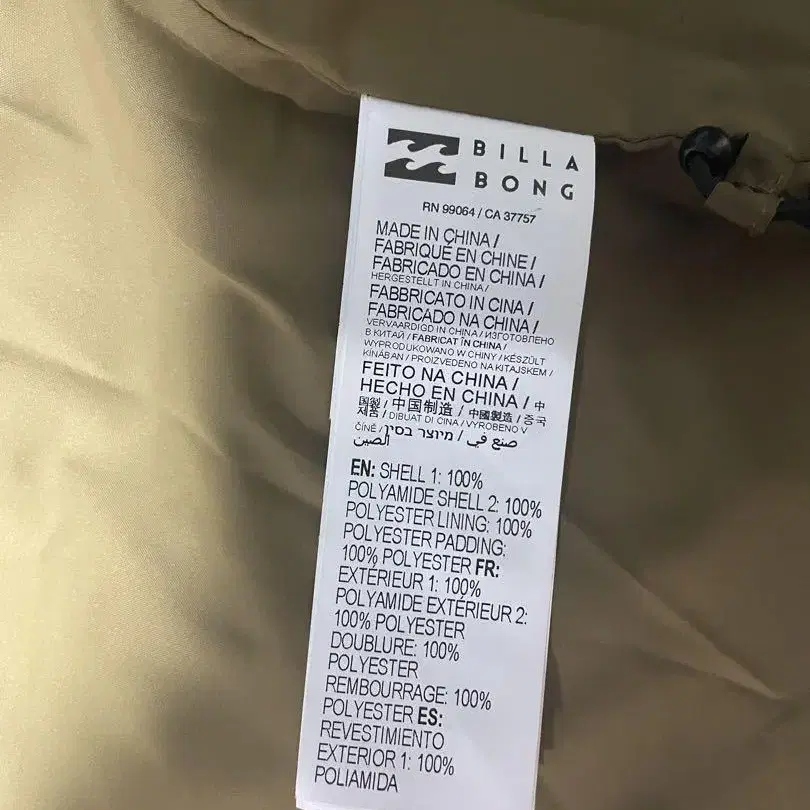 BILLA
BONG
RN 99064 / CA 37757
MADE IN CHINA /
FABRIQUÉ EN CHINE /
FABRICADO EN CHINA /
HERGESTELLT IN CHINA /
FABBRICATO IN CINA /
FABRICADO NA CHINA /
VERVAARDIGD IN CHINA / ИЗГОТОВЛЕНО
В КИТАЙ / FABRICAT ÎN CHINA /
WYPRODUKOWANO W CHINY / KÉSZÜLT
KÍNÁBAN / PROIZVEDENO NA KITAJSKEM /
FEITO NA CHINA /
HECHO EN CHINA / 中
国製 / 中国制造 / 中國製造 / 중국
제품 / DIBUAT DI CINA / VYROBENO V
ČÍNĚ / מיוצר בסין / صنع في
الصين
EN: SHELL 1: 100%
POLYAMIDE SHELL 2: 100%
POLYESTER LINING: 100%
POLYESTER PADDING:
100% POLYESTER FR:
EXTÉRIEUR 1: 100%
POLYAMIDE EXTÉRIEUR 2:
100% POLYESTER
DOUBLURE: 100%
POLYESTER
REMBOURRAGE: 100%
POLYESTER ES:
REVESTIMIENTO
EXTERIOR 1: 100%
POLIAMIDA